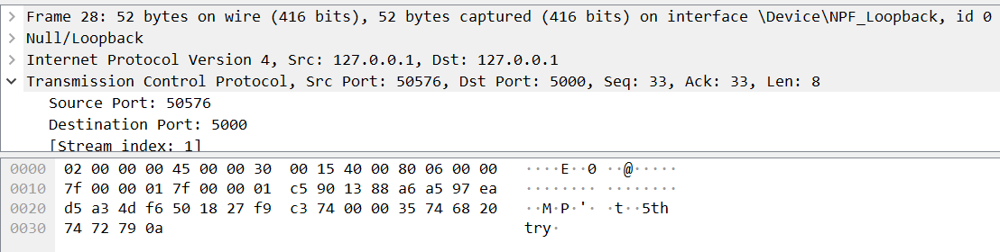 Frame 28: 52 bytes on wire (416 bits), 52 bytes captured (416 bits) on interface \Device\NPF_Loopback, id 0
Null/Loopback
Internet Protocol Version 4, Src: 127.0.0.1, Dst: 127.0.0.1
Transmission Control Protocol, Src Port: 50576, Dst Port: 5000, Seq: 33, Ack: 33, Len: 8
Source Port: 50576
Destination Port: 5000
[Stream index: 1]
0000 02 00 00 00 45 00 00 30 00 15 40 00 80 06 00 00 ····E··0 ··@·····
0010 7f 00 00 01 7f 00 00 01 c5 90 13 88 a6 a5 97 ea ········ ········
0020 d5 a3 4d f6 50 18 27 f9 c3 74 00 00 35 74 68 20 ··M·P·'· ·t··5th
0030 74 72 79 0a try·